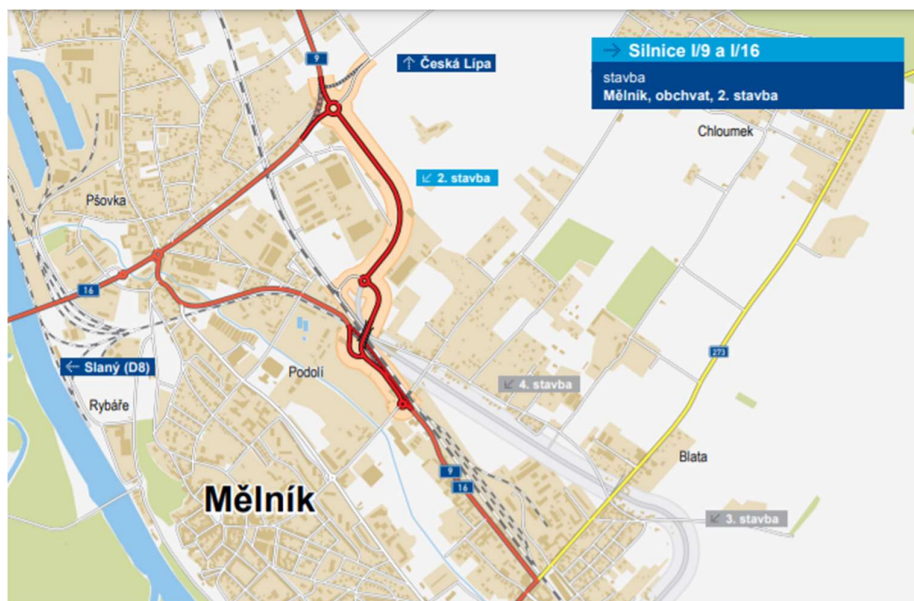 → Silnice I/9 a I/16
stavba
Mělník, obchvat, 2. stavba
9
↑ Česká Lípa
Chloumek
↙ 2. stavba
Pšovka
16
273
← Slaný (D8)
Podolí
↙ 4. stavba
Rybáře
Blata
9
16
Mělník
↙ 3. stavba